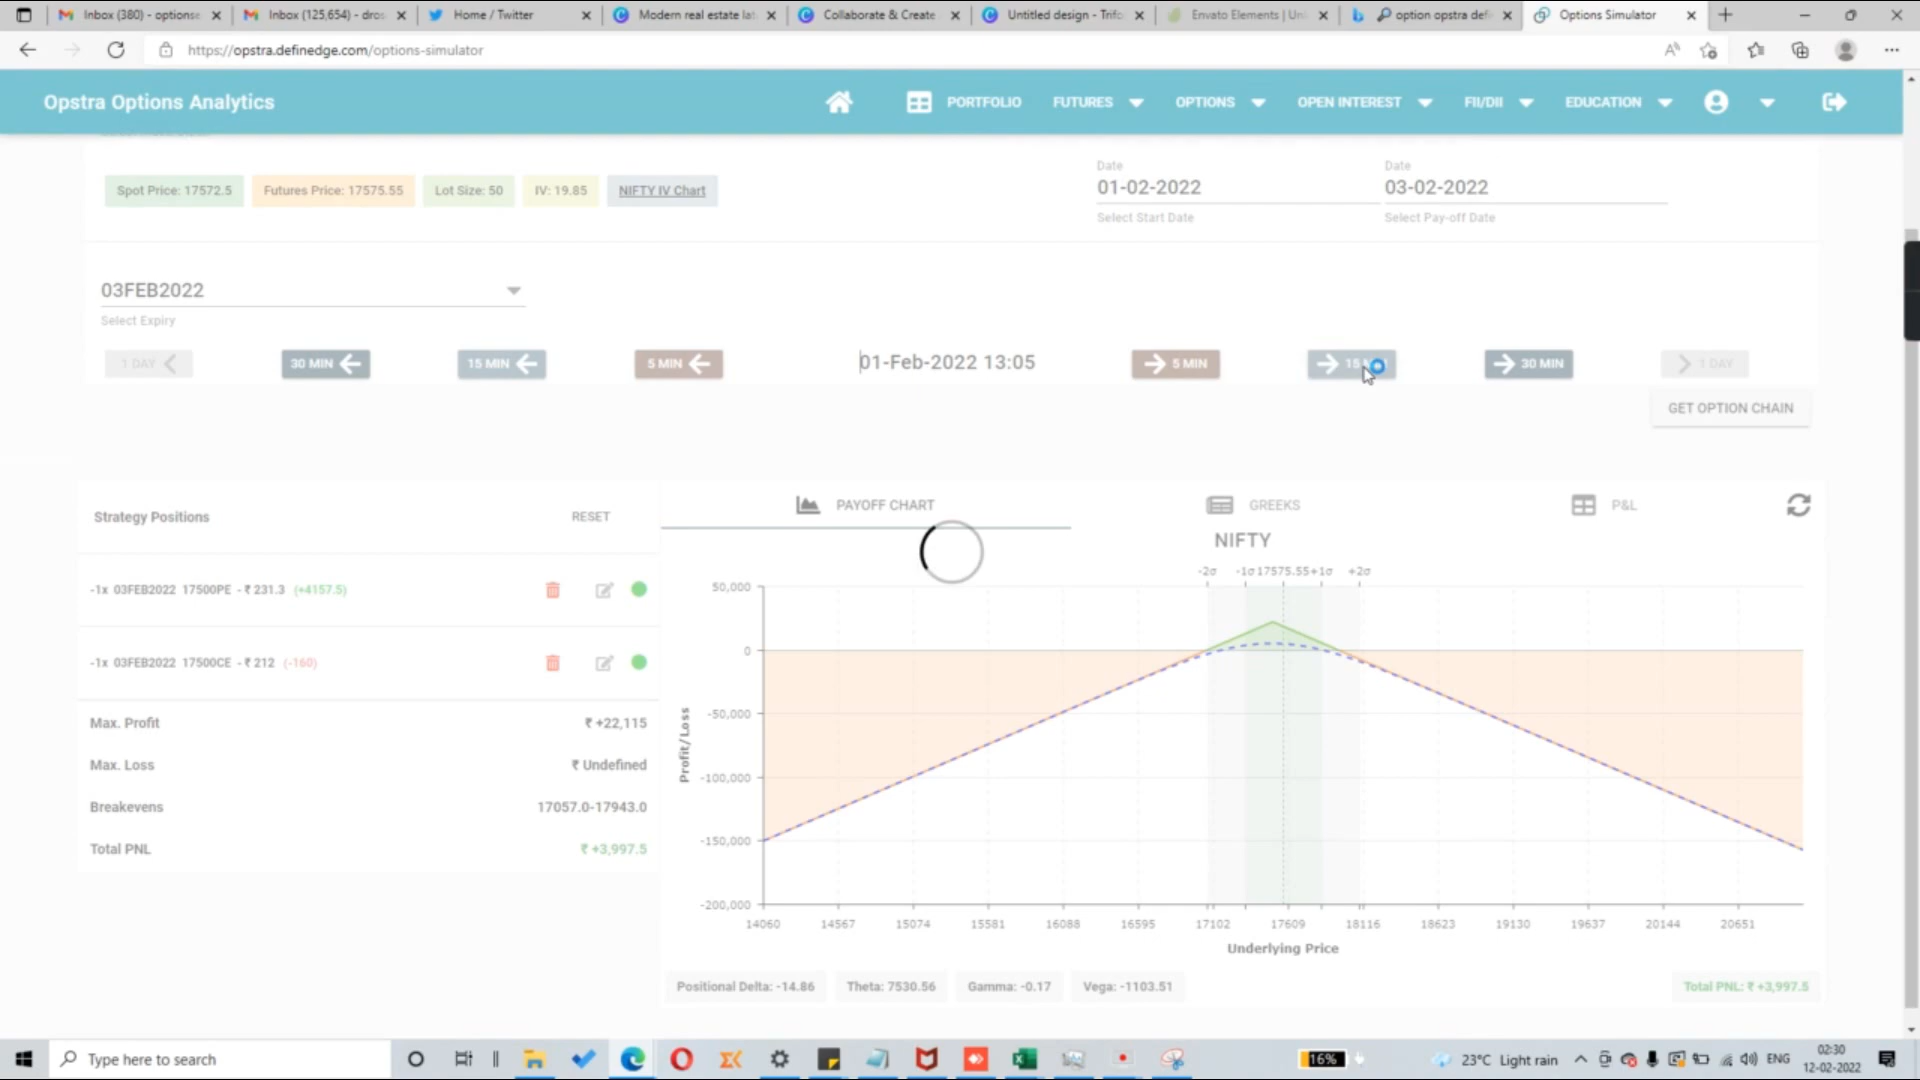 Inbox (380) - optionse
Inbox (125,654) - dros
Home / Twitter
Modern real estate lat
Collaborate & Create
Untitled design - Trifo
Envato Elements | Uni
option opstra defi
Options Simulator
https://opstra.definedge.com/options-simulator
Opstra Options Analytics
PORTFOLIO
FUTURES
OPTIONS
OPEN INTEREST
FII/DII
EDUCATION
Spot Price: 17572.5
Futures Price: 17575.55
Lot Size: 50
IV: 19.85
NIFTY IV Chart
Date
01-02-2022
Select Start Date
Date
03-02-2022
Select Pay-off Date
03FEB2022
Select Expiry
1 DAY
30 MIN
15 MIN
5 MIN
01-Feb-2022 13:05
5 MIN
30 MIN
1 DAY
GET OPTION CHAIN
Strategy Positions
RESET
-1x 03FEB2022 17500PE - ₹ 231.3 (+4157.5)
-1x 03FEB2022 17500CE - ₹ 212 (-160)
Max. Profit ₹ +22,115
Max. Loss ₹ Undefined
Breakevens 17057.0-17943.0
Total PNL ₹ +3,997.5
PAYOFF CHART
GREEKS
P&L
NIFTY
-2σ -1σ 17575.55 +1σ +2σ
50,000
0
-50,000
-100,000
-150,000
-200,000
Profit/Loss
14060 14567 15074 15581 16088 16595 17102 17609 18116 18623 19130 19637 20144 20651
Underlying Price
Positional Delta: -14.86
Theta: 7530.56
Gamma: -0.17
Vega: -1103.51
Total PNL: ₹ +3,997.5
Type here to search
16%
23°C Light rain
ENG
02:30
12-02-2022